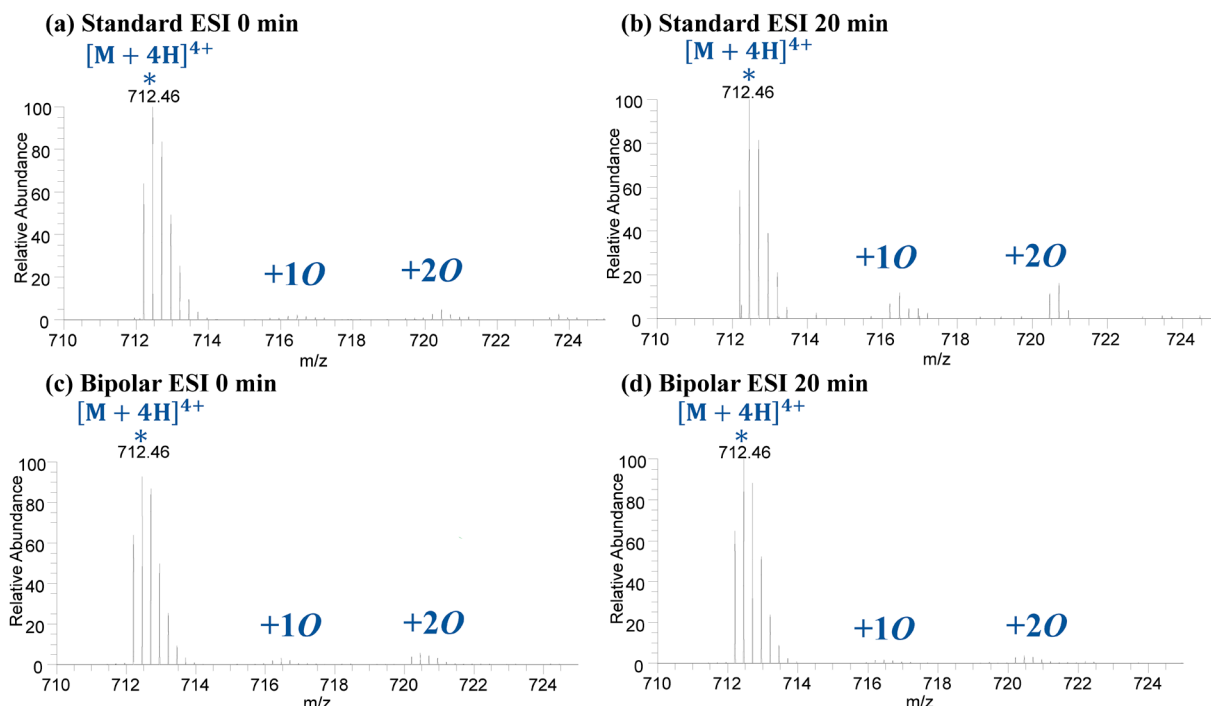 (a) Standard ESI 0 min
[M + 4H]⁴⁺
*
712.46
Relative Abundance
100
80
60
40
20
0
+1O
+2O
710 712 714 716 718 720 722 724
m/z
(b) Standard ESI 20 min
[M + 4H]⁴⁺
*
712.46
Relative Abundance
100
80
60
40
20
0
+1O
+2O
710 712 714 716 718 720 722 724
m/z
(c) Bipolar ESI 0 min
[M + 4H]⁴⁺
*
712.46
Relative Abundance
100
80
60
40
20
0
+1O
+2O
710 712 714 716 718 720 722 724
m/z
(d) Bipolar ESI 20 min
[M + 4H]⁴⁺
*
712.46
Relative Abundance
100
80
60
40
20
0
+1O
+2O
710 712 714 716 718 720 722 724
m/z